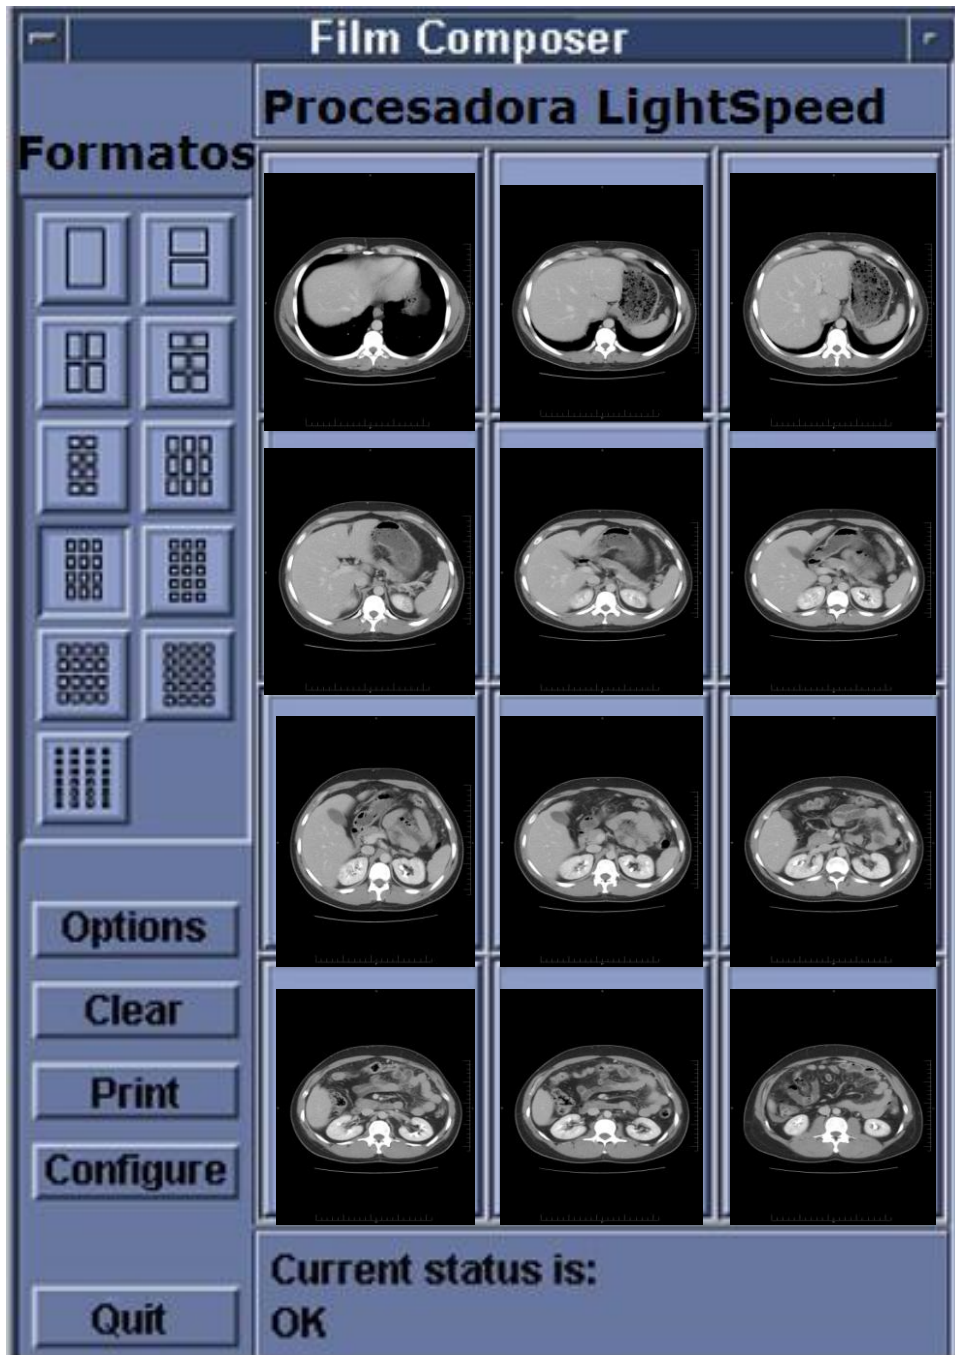 Film Composer
Procesadora LightSpeed
Formatos
Options
Clear
Print
Configure
Quit
Current status is:
OK